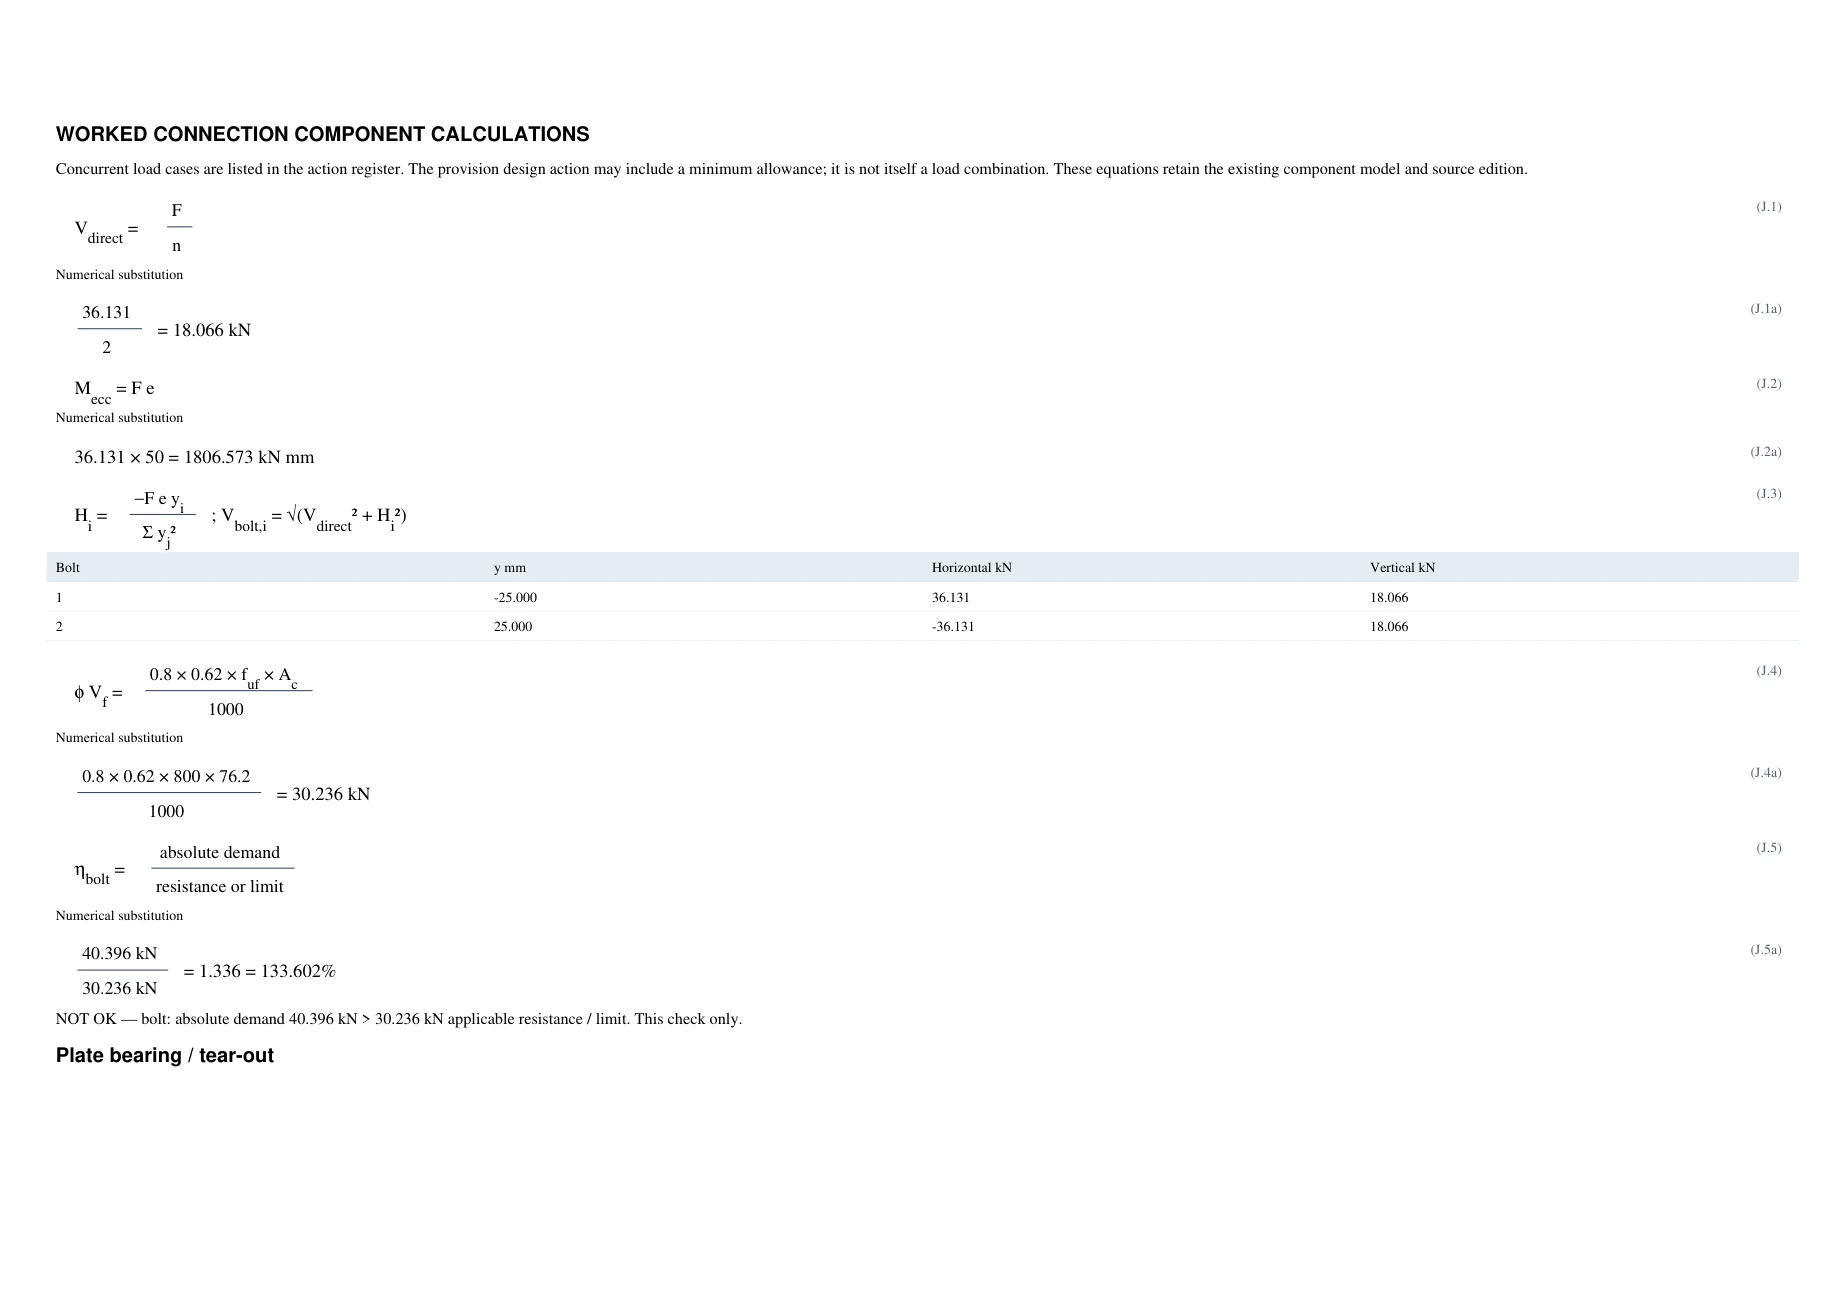 WORKED CONNECTION COMPONENT CALCULATIONS
Concurrent load cases are listed in the action register. The provision design action may include a minimum allowance; it is not itself a load combination. These equations retain the existing component model and source edition.
V_direct = F / n (J.1)
Numerical substitution
36.131 / 2 = 18.066 kN (J.1a)
M_ecc = F e (J.2)
Numerical substitution
36.131 × 50 = 1806.573 kN mm (J.2a)
H_i = −F e y_i / Σ y_j² ; V_bolt,i = √(V_direct² + H_i²) (J.3)
Bolt y mm Horizontal kN Vertical kN
1 -25.000 36.131 18.066
2 25.000 -36.131 18.066
ϕ V_f = 0.8 × 0.62 × f_uf × A_c / 1000 (J.4)
Numerical substitution
0.8 × 0.62 × 800 × 76.2 / 1000 = 30.236 kN (J.4a)
η_bolt = absolute demand / resistance or limit (J.5)
Numerical substitution
40.396 kN / 30.236 kN = 1.336 = 133.602% (J.5a)
NOT OK — bolt: absolute demand 40.396 kN > 30.236 kN applicable resistance / limit. This check only.
Plate bearing / tear-out